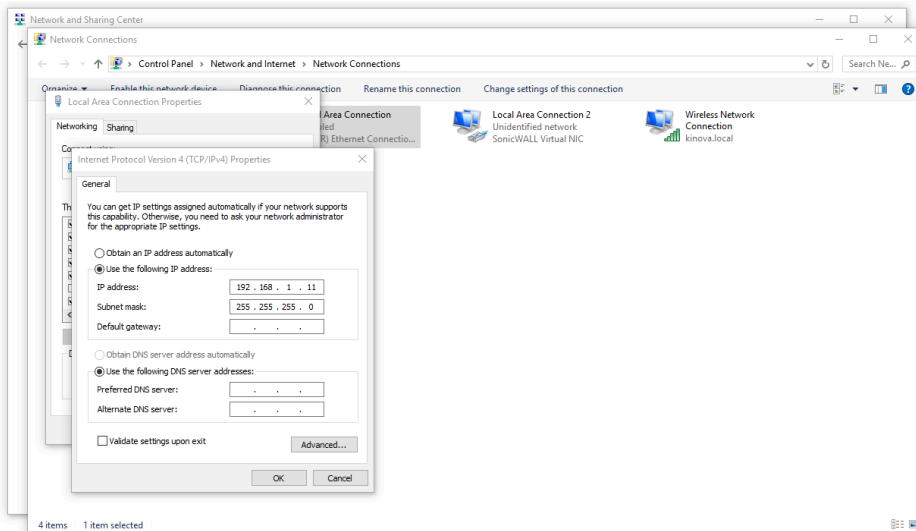 Network and Sharing Center
Network Connections
Control Panel > Network and Internet > Network Connections
Search Ne...
Organize Enable this network device Diagnose this connection Rename this connection Change settings of this connection
Local Area Connection Properties
Networking Sharing
l Area Connection
R) Ethernet Connectio...
Local Area Connection 2
Unidentified network
SonicWALL Virtual NIC
Wireless Network
Connection
kinova.local
Internet Protocol Version 4 (TCP/IPv4) Properties
General
You can get IP settings assigned automatically if your network supports
this capability. Otherwise, you need to ask your network administrator
for the appropriate IP settings.
Obtain an IP address automatically
Use the following IP address:
IP address: 192 . 168 . 1 . 11
Subnet mask: 255 . 255 . 255 . 0
Default gateway: . . .
Obtain DNS server address automatically
Use the following DNS server addresses:
Preferred DNS server: . . .
Alternate DNS server: . . .
Validate settings upon exit
Advanced...
OK Cancel
4 items 1 item selected